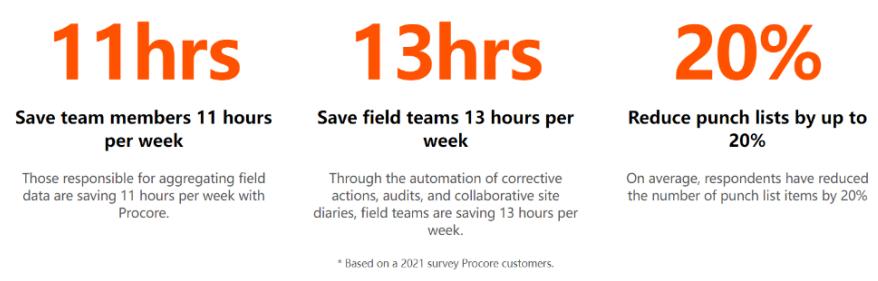 11hrs
Save team members 11 hours
per week
Those responsible for aggregating field
data are saving 11 hours per week with
Procore.
13hrs
Save field teams 13 hours per
week
Through the automation of corrective
actions, audits, and collaborative site
diaries, field teams are saving 13 hours per
week.
* Based on a 2021 survey Procore customers.
20%
Reduce punch lists by up to
20%
On average, respondents have reduced
the number of punch list items by 20%